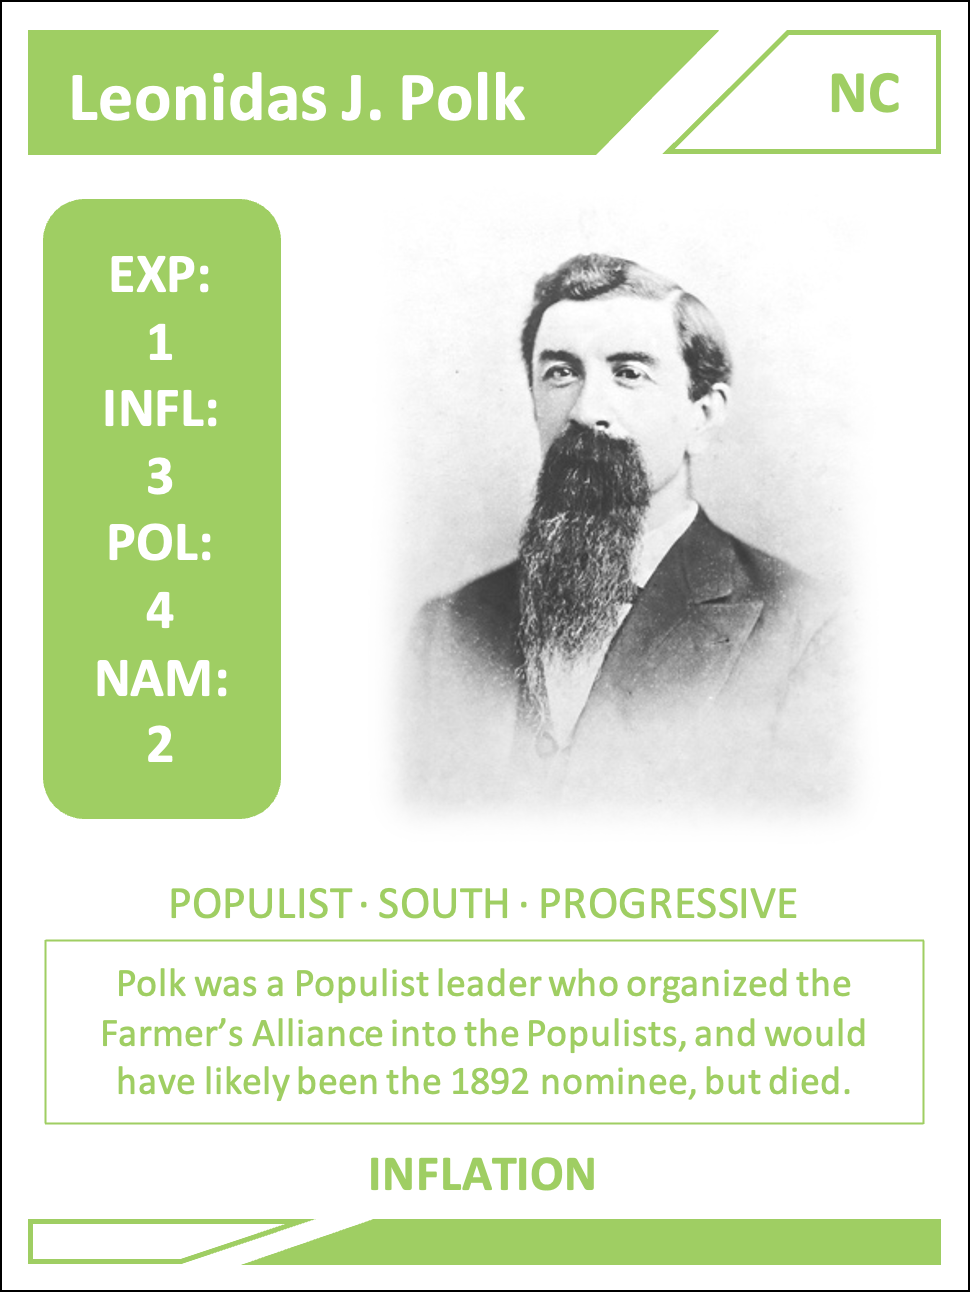 Leonidas J. Polk
NC
EXP:
1
INFL:
3
POL:
4
NAM:
2
POPULIST · SOUTH · PROGRESSIVE
Polk was a Populist leader who organized the
Farmer’s Alliance into the Populists, and would
have likely been the 1892 nominee, but died.
INFLATION